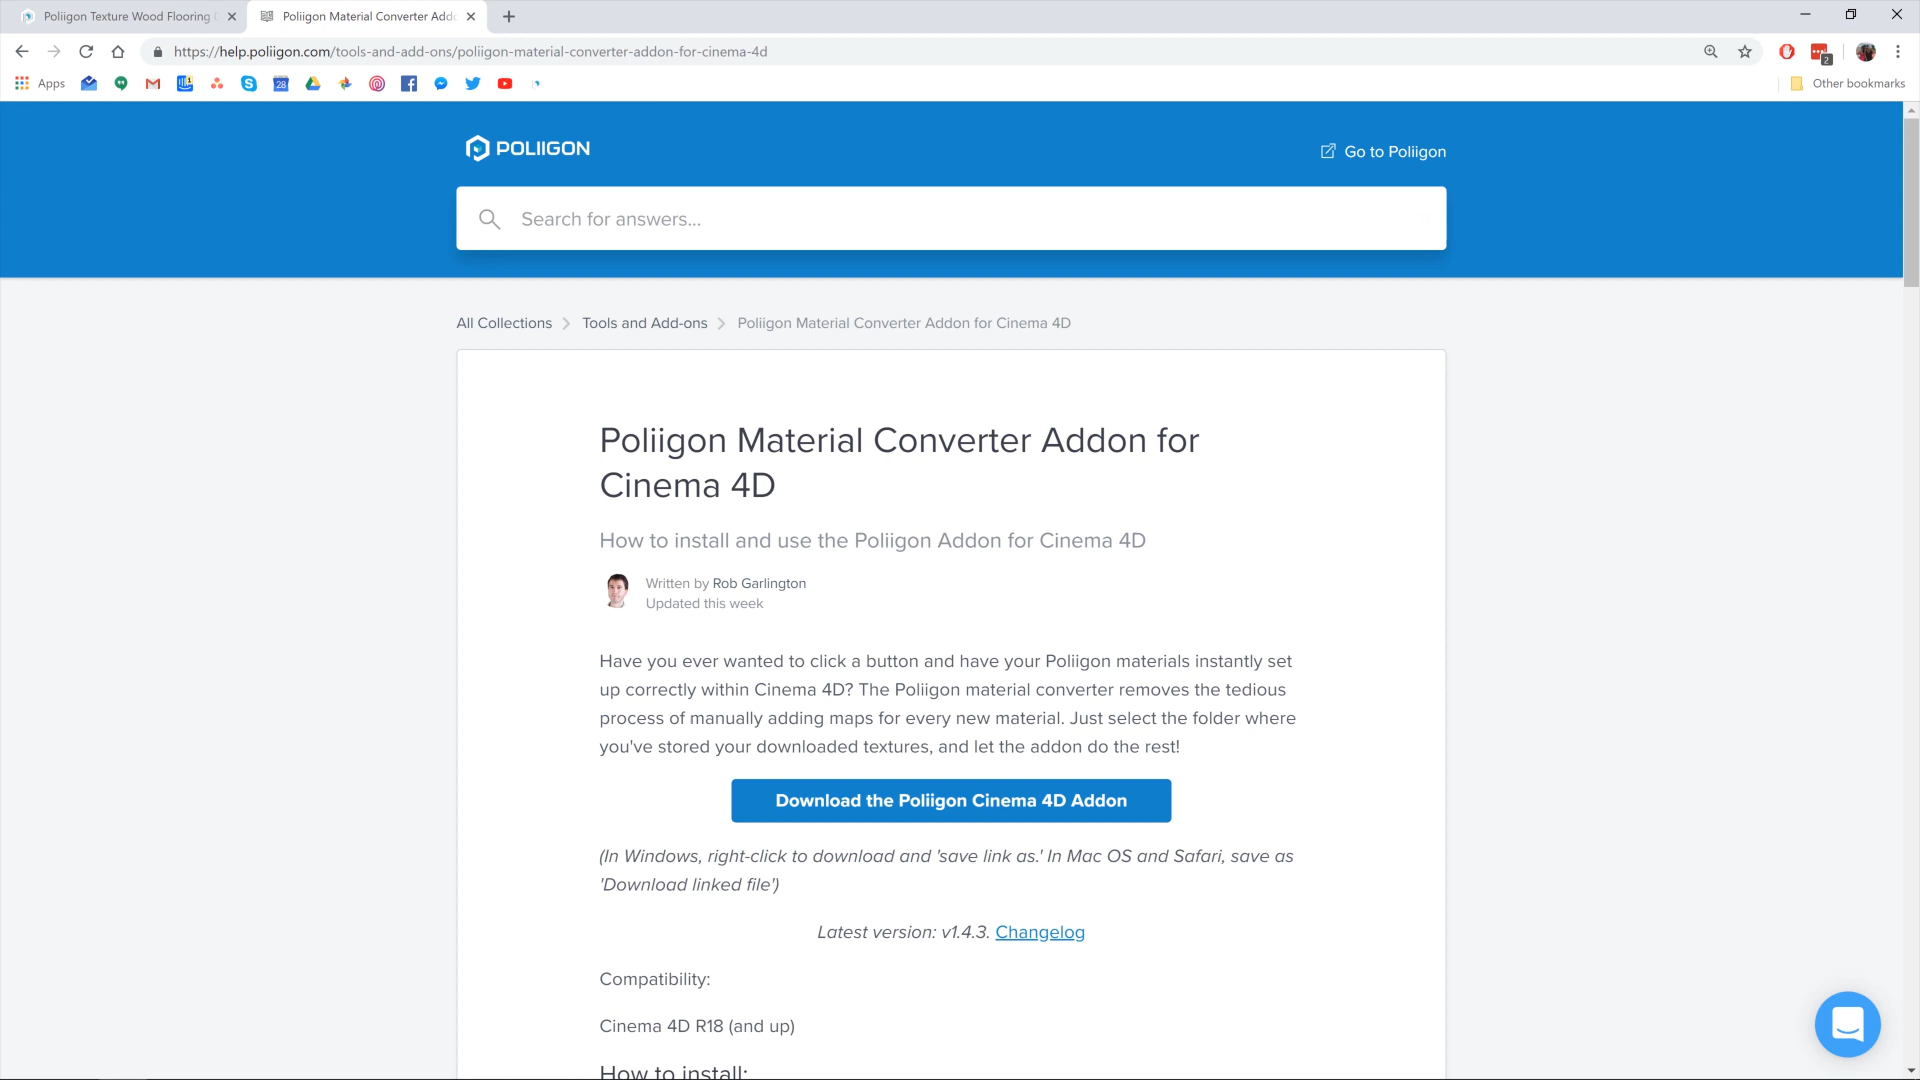 Poliigon Texture Wood Flooring
Poliigon Material Converter Addo
https://help.poliigon.com/tools-and-add-ons/poliigon-material-converter-addon-for-cinema-4d
2
Apps
1
28
Other bookmarks
POLIIGON
Go to Poliigon
Search for answers...
All Collections
Tools and Add-ons
Poliigon Material Converter Addon for Cinema 4D
Poliigon Material Converter Addon for
Cinema 4D
How to install and use the Poliigon Addon for Cinema 4D
Written by Rob Garlington
Updated this week
Have you ever wanted to click a button and have your Poliigon materials instantly set
up correctly within Cinema 4D? The Poliigon material converter removes the tedious
process of manually adding maps for every new material. Just select the folder where
you've stored your downloaded textures, and let the addon do the rest!
Download the Poliigon Cinema 4D Addon
(In Windows, right-click to download and 'save link as.' In Mac OS and Safari, save as
'Download linked file')
Latest version: v1.4.3. Changelog
Compatibility:
Cinema 4D R18 (and up)
How to install: